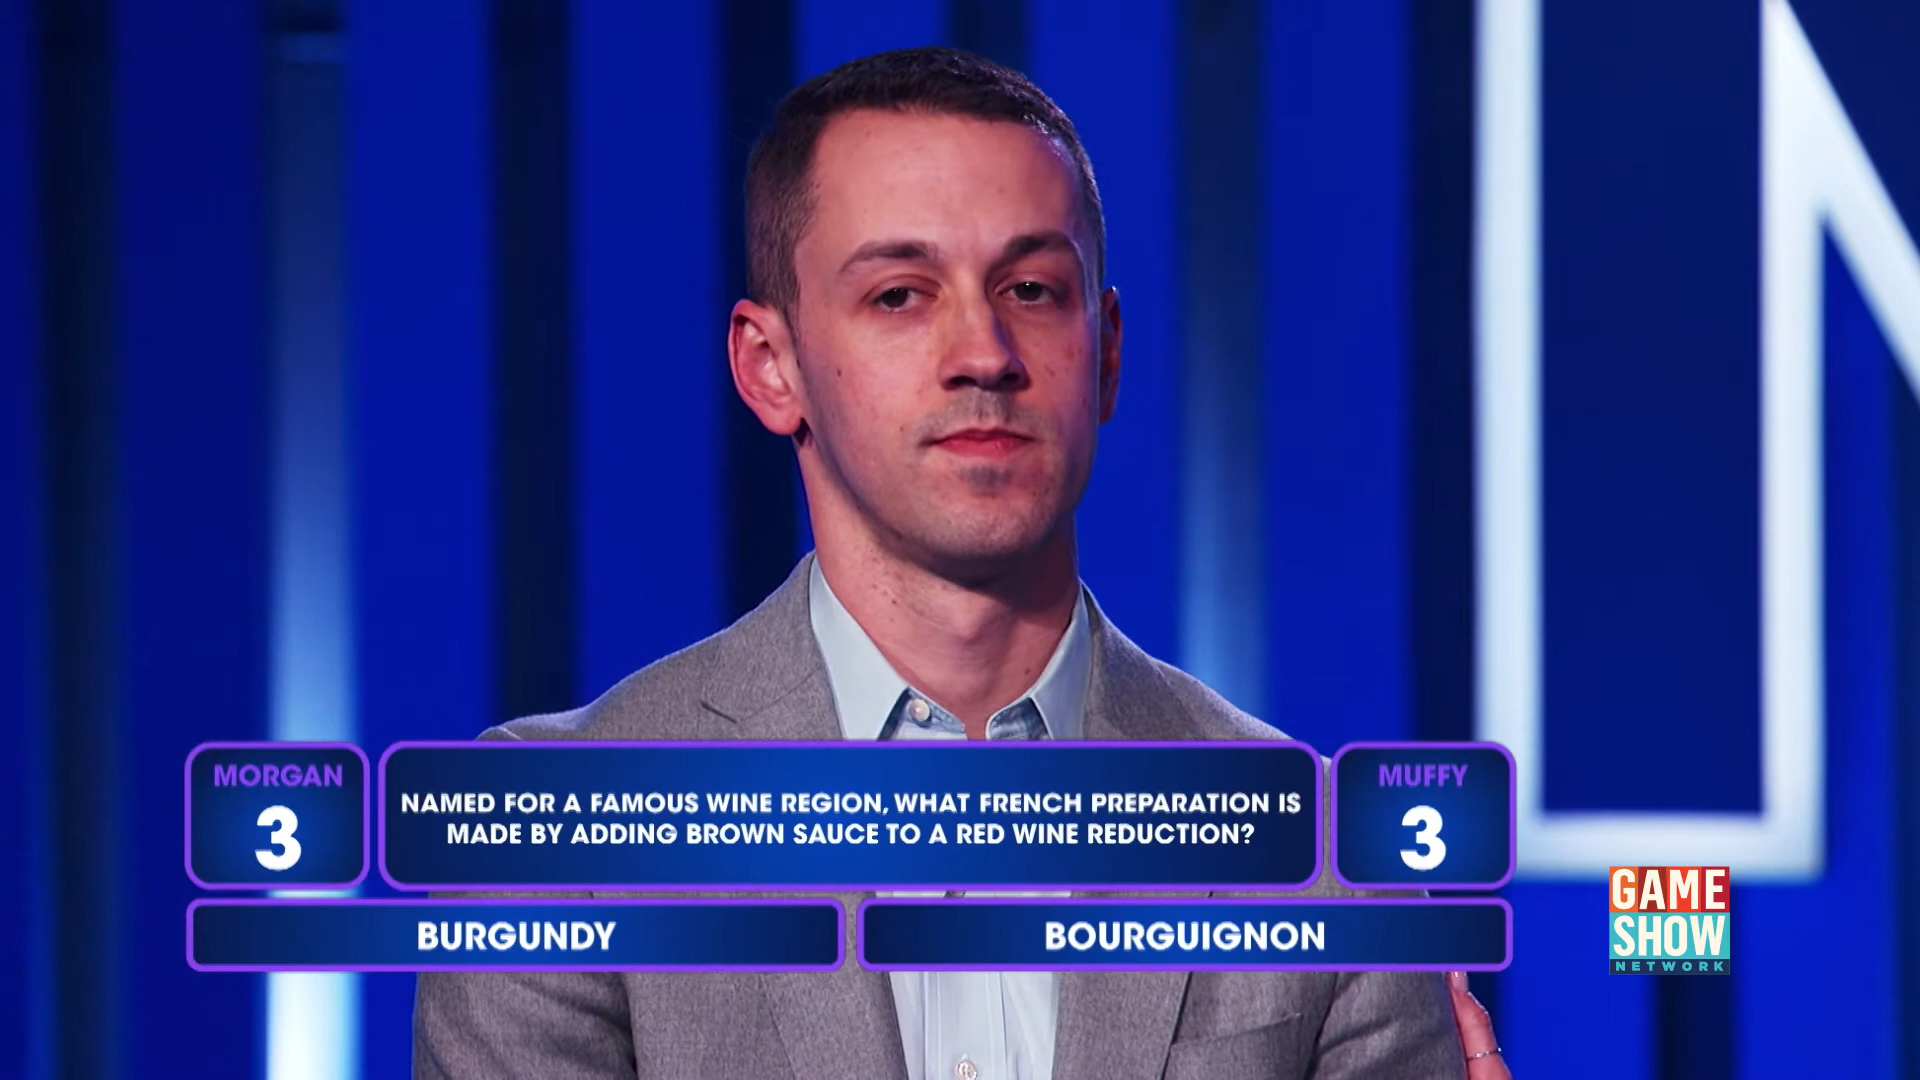 MORGAN
3
NAMED FOR A FAMOUS WINE REGION, WHAT FRENCH PREPARATION IS
MADE BY ADDING BROWN SAUCE TO A RED WINE REDUCTION?
MUFFY
3
BURGUNDY
BOURGUIGNON
GAME
SHOW
NETWORK